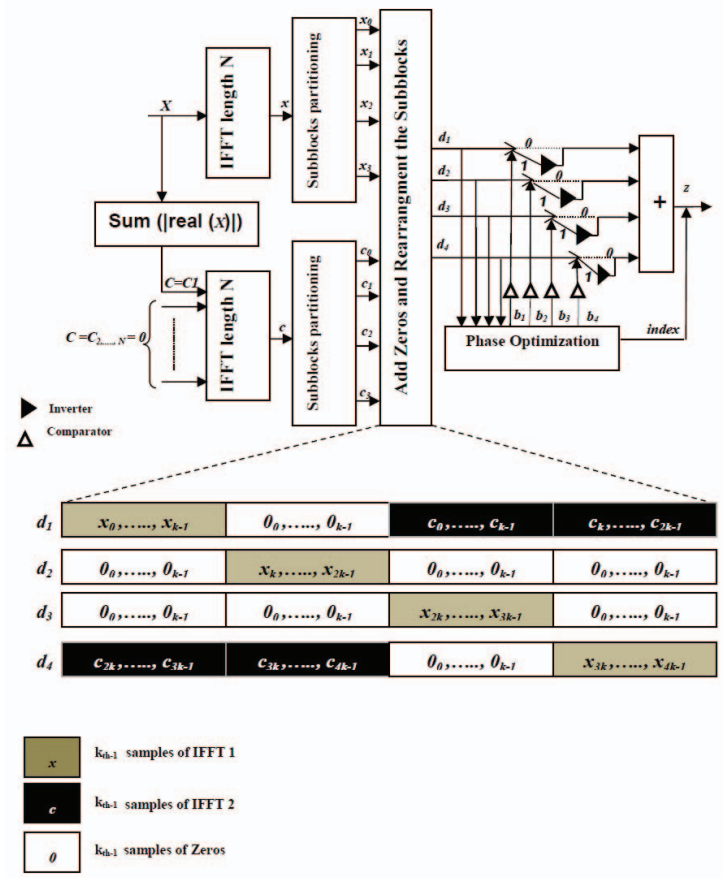 X
IFFT length N
x
Subblocks partitioning
x0
x1
x2
x3
Add Zeros and Rearrangment the Subblocks
Sum (|real (x)|)
C=C1
C =C2,...., N= 0
IFFT length N
c
Subblocks partitioning
c0
c1
c2
c3
d1
d2
d3
d4
0
1
0
1
0
1
0
1
+
z
b1
b2
b3
b4
Phase Optimization
index
Inverter
Comparator
d1 x0,....., xk-1 00,....., 0k-1 c0,....., ck-1 ck,....., c2k-1
d2 00,....., 0k-1 xk,....., x2k-1 00,....., 0k-1 00,....., 0k-1
d3 00,....., 0k-1 00,....., 0k-1 x2k,....., x3k-1 00,....., 0k-1
d4 c2k,....., c3k-1 c3k,....., c4k-1 00,....., 0k-1 x3k,....., x4k-1
x kth-1 samples of IFFT 1
c kth-1 samples of IFFT 2
0 kth-1 samples of Zeros